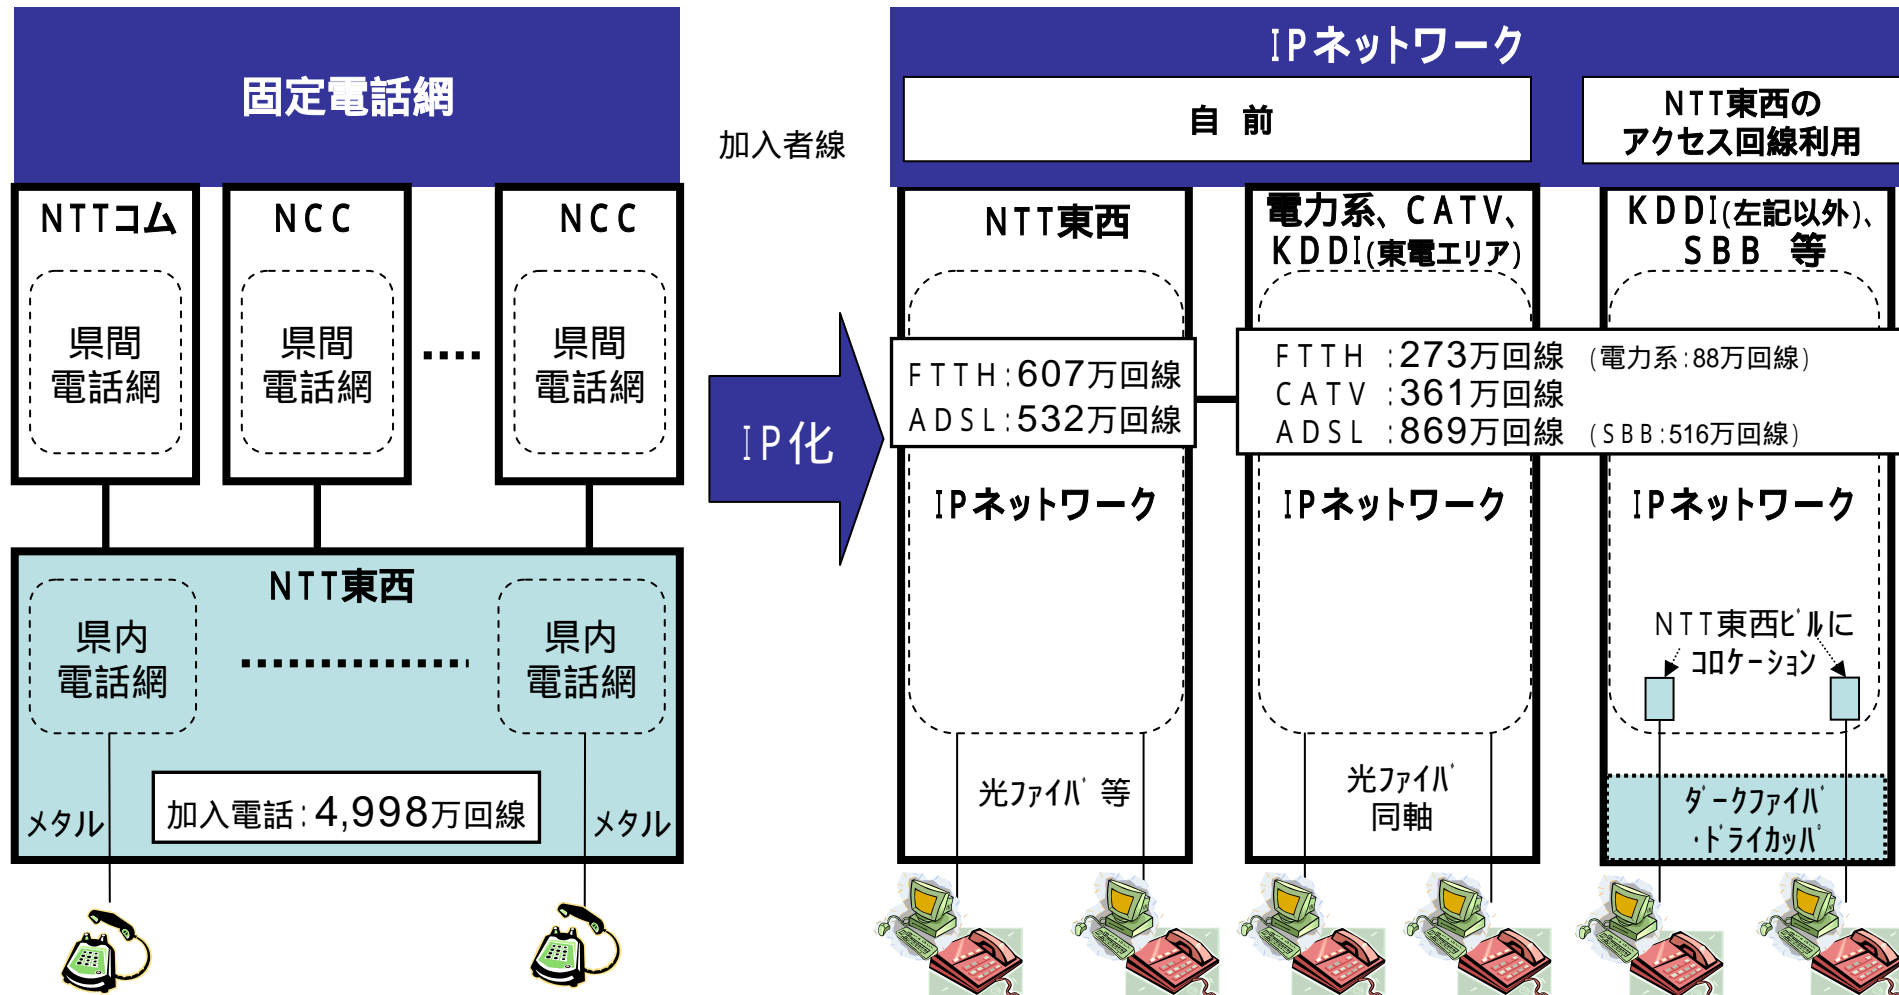 固定電話網
NTTコム
NCC
NCC
県間
電話網
県間
電話網
県間
電話網
NTT東西
県内
電話網
県内
電話網
メタル
加入電話:4,998万回線
メタル
加入者線
IP化
IPネットワーク
自 前
NTT東西の
アクセス回線利用
NTT東西
電力系、CATV、
KDDI(東電エリア)
KDDI(左記以外)、
SBB 等
FTTH:607万回線
ADSL:532万回線
FTTH :273万回線 (電力系:88万回線)
CATV :361万回線
ADSL :869万回線 (SBB:516万回線)
IPネットワーク
IPネットワーク
IPネットワーク
NTT東西ビルに
コロケーション
光ファイバ 等
光ファイバ
同軸
ダークファイバ
・ドライカッパ